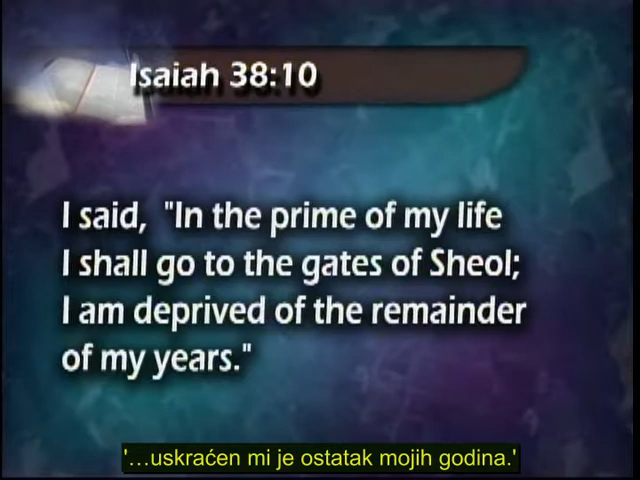 Isaiah 38:10
I said, "In the prime of my life
I shall go to the gates of Sheol;
I am deprived of the remainder
of my years."
'...uskraćen mi je ostatak mojih godina.'